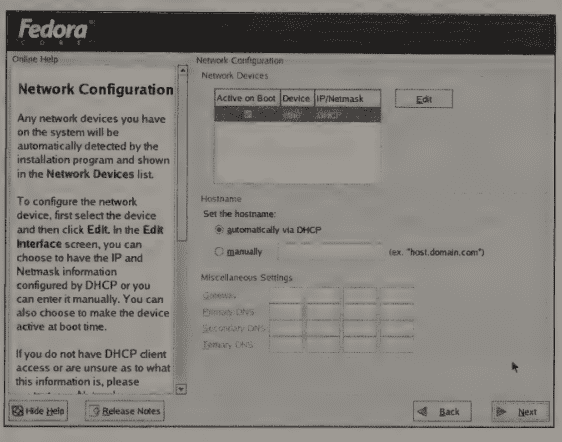 Fedora
CORE
Online Help
Network Configuration
Any network devices you have
on the system will be
automatically detected by the
installation program and shown
in the Network Devices list.
To configure the network
device, first select the device
and then click Edit. In the Edit
Interface screen, you can
choose to have the IP and
Netmask information
configured by DHCP or you
can enter it manually. You can
also choose to make the device
active at boot time.
If you do not have DHCP client
access or are unsure as to what
this information is, please
Hide Help
Release Notes
Network Configuration
Network Devices
Active on Boot Device IP/Netmask
DHCP
Edit
Hostname
Set the hostname:
automatically via DHCP
manually (ex. "host.domain.com")
Miscellaneous Settings
Gateway
Primary DNS
Secondary DNS
Tertiary DNS
Back
Next